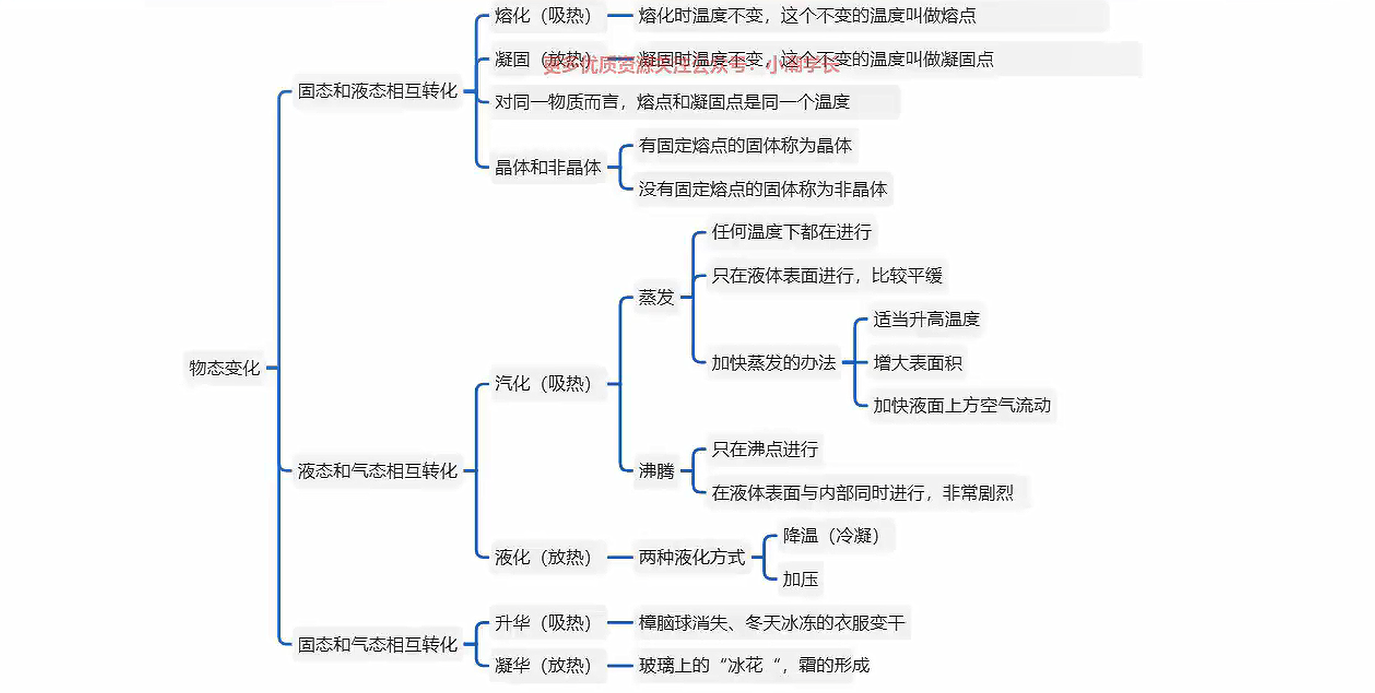 熔化（吸热）
熔化时温度不变，这个不变的温度叫做熔点
凝固（放热）
凝固时温度不变，这个不变的温度叫做凝固点
更多优质资源关注公众号：小瀚学长
固态和液态相互转化
对同一物质而言，熔点和凝固点是同一个温度
有固定熔点的固体称为晶体
晶体和非晶体
没有固定熔点的固体称为非晶体
任何温度下都在进行
只在液体表面进行，比较平缓
蒸发
适当升高温度
加快蒸发的办法
增大表面积
物态变化
汽化（吸热）
加快液面上方空气流动
只在沸点进行
液态和气态相互转化
沸腾
在液体表面与内部同时进行，非常剧烈
降温（冷凝）
液化（放热）
两种液化方式
加压
升华（吸热）
樟脑球消失、冬天冰冻的衣服变干
固态和气态相互转化
凝华（放热）
玻璃上的“冰花“，霜的形成